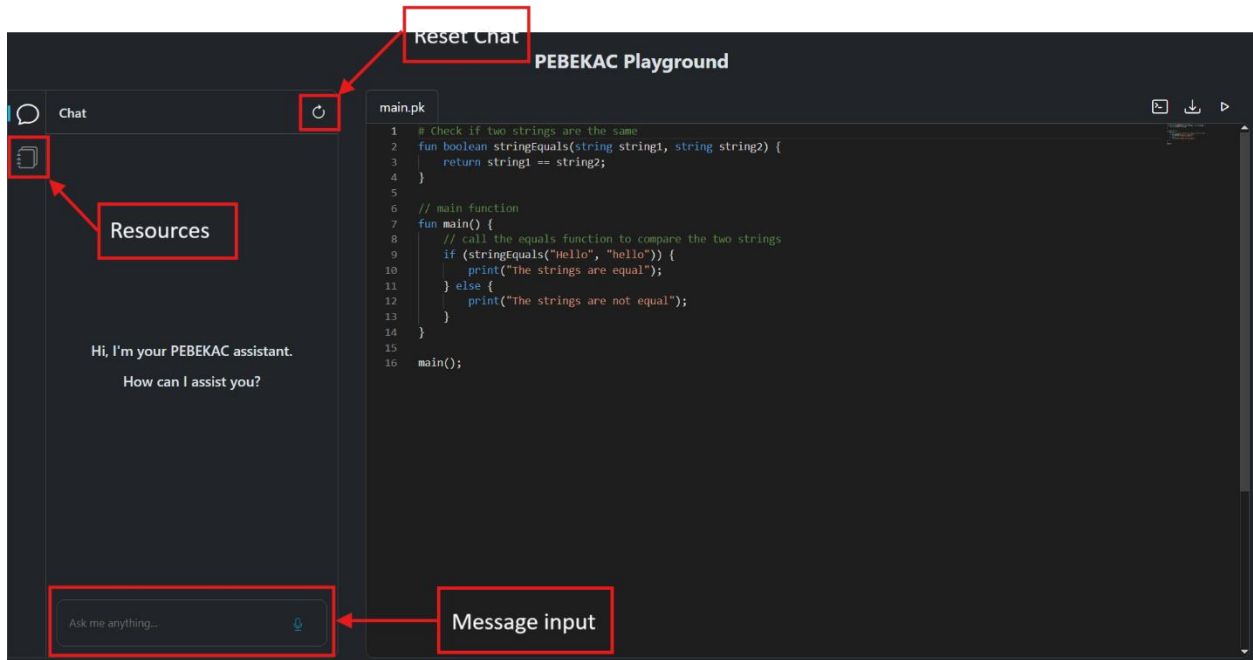 Reset Chat
PEBEKAC Playground
Chat
main.pk
1 # Check if two strings are the same
2 fun boolean stringEquals(string string1, string string2) {
3     return string1 == string2;
4 }
5
6 // main function
7 fun main() {
8     // call the equals function to compare the two strings
9     if (stringEquals("Hello", "hello")) {
10         print("The strings are equal");
11     } else {
12         print("The strings are not equal");
13     }
14 }
15
16 main();
Resources
Hi, I'm your PEBEKAC assistant.
How can I assist you?
Ask me anything...
Message input